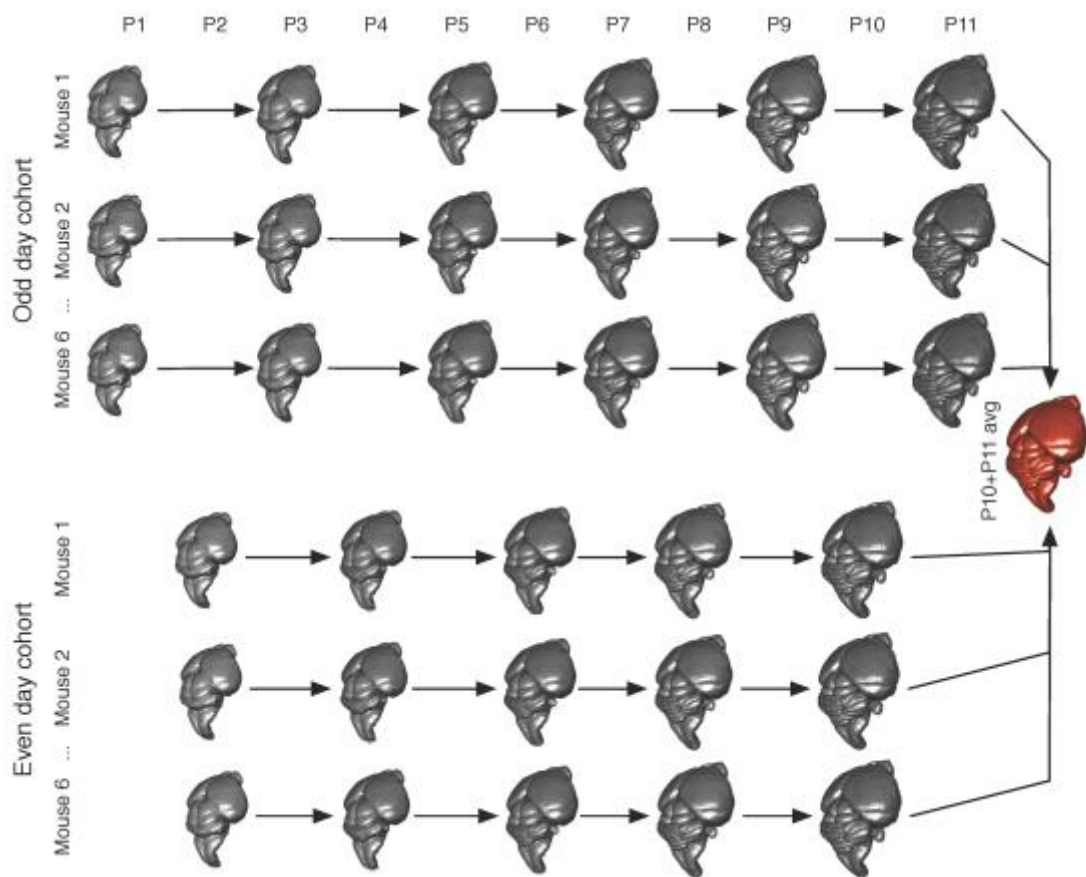 P1 P2 P3 P4 P5 P6 P7 P8 P9 P10 P11
Odd day cohort
Mouse 1
Mouse 2
...
Mouse 6
P10+P11 avg
Even day cohort
Mouse 1
Mouse 2
...
Mouse 6